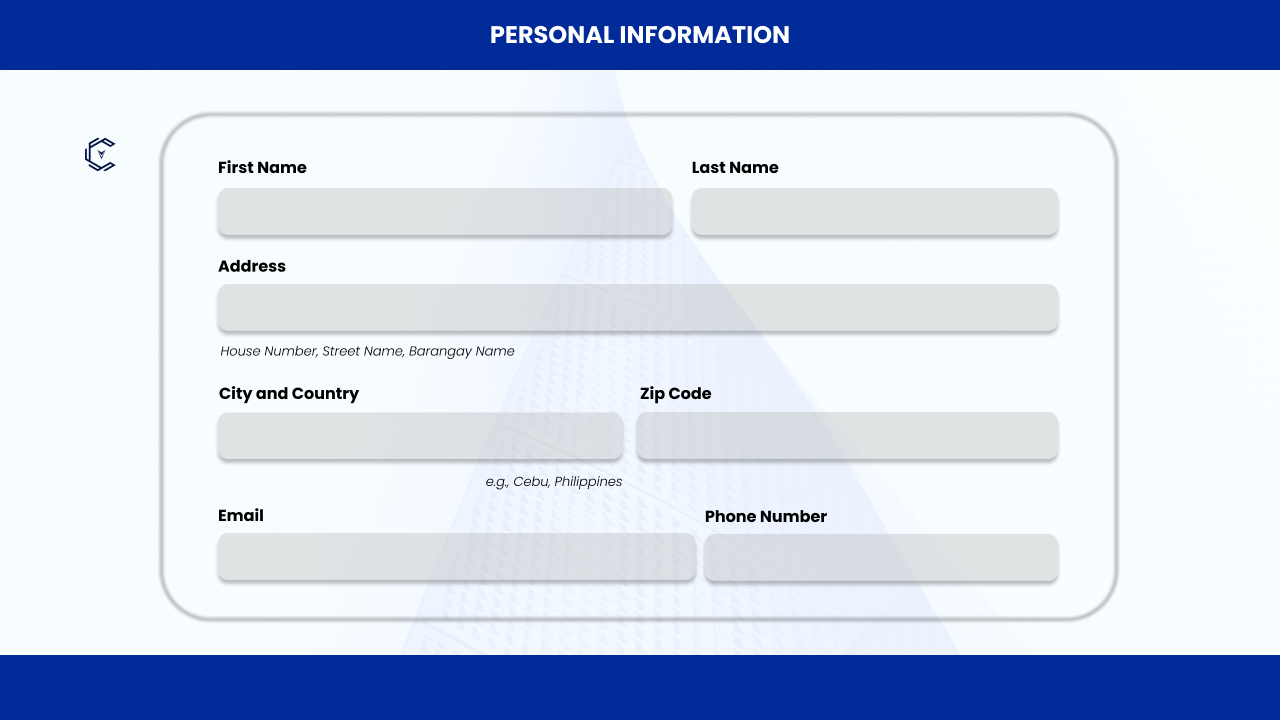 PERSONAL INFORMATION
First Name
Last Name
Address
House Number, Street Name, Barangay Name
City and Country
Zip Code
e.g., Cebu, Philippines
Email
Phone Number